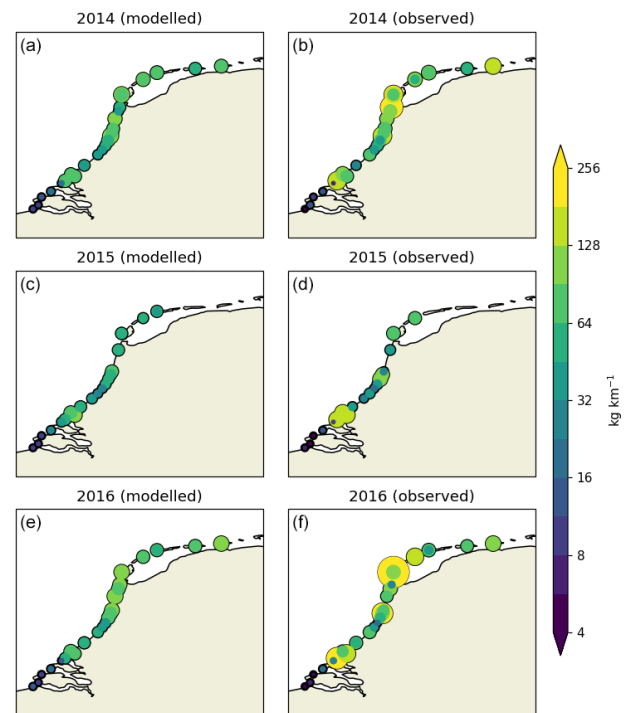 2014 (modelled)
2014 (observed)
(a)
(b)
2015 (modelled)
2015 (observed)
(c)
(d)
2016 (modelled)
2016 (observed)
(e)
(f)
256
128
64
32
16
8
4
kg km⁻¹